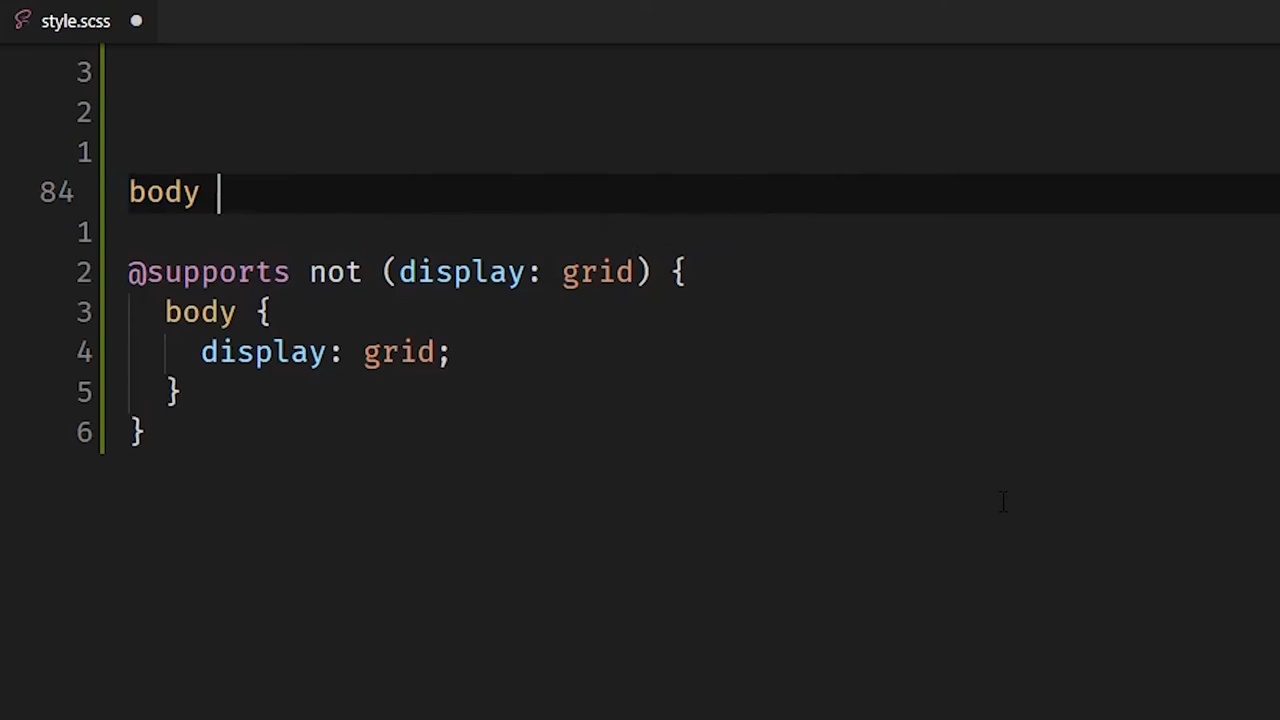 style.scss
3
2
1
84 body
1
2 @supports not (display: grid) {
3 body {
4 display: grid;
5 }
6 }